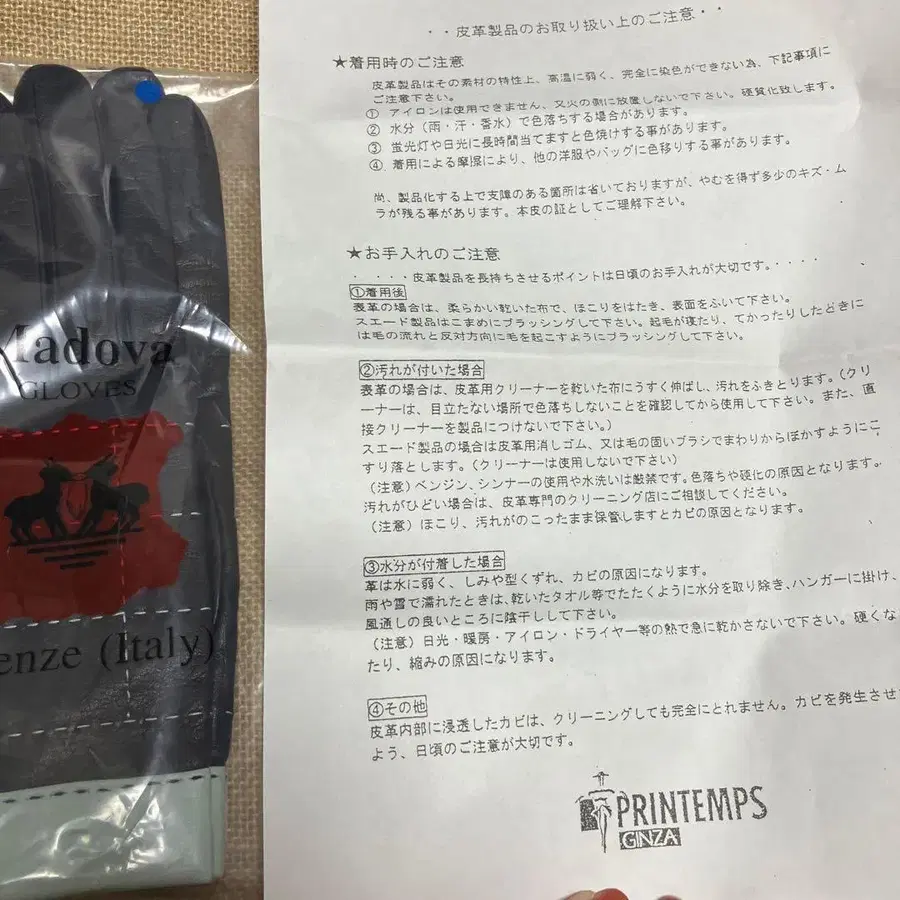 ・・皮革製品のお取り扱い上のご注意・・
★着用時のご注意
皮革製品はその素材の特性上、高温に弱く、完全に染色ができない為、下記事項に
ご注意下さい。
① アイロンは使用できません、又火の側に放置しないで下さい。硬質化致します。
② 水分（雨・汗・香水）で色落ちする場合があります。
③ 蛍光灯や日光に長時間当てますと色焼けする事があります。
④ 着用による摩擦により、他の洋服やバッグに色移りする事があります。
尚、製品化する上で支障のある箇所は省いておりますが、やむを得ず多少のキズ・ム
ラが残る事があります。本皮の証としてご理解下さい。
★お手入れのご注意
・・・・皮革製品を長持ちさせるポイントは日頃のお手入れが大切です。・・・・
①着用後
表革の場合は、柔らかい乾いた布で、ほこりをはたき、表面をふいて下さい。
スエード製品はこまめにブラッシングして下さい。起毛が寝たり、てかったりしたときに
は毛の流れと反対方向に毛を起こすようにブラッシングして下さい。
②汚れが付いた場合
表革の場合は、皮革用クリーナーを乾いた布にうすく伸ばし、汚れをふきとります。（クリ
ーナーは、目立たない場所で色落ちしないことを確認してから使用して下さい。また、直
接クリーナーを製品につけないで下さい。）
スエード製品の場合は皮革用消しゴム、又は毛の固いブラシでまわりからぼかすようにこ
すり落とします。（クリーナーは使用しないで下さい）
（注意）ベンジン、シンナーの使用や水洗いは厳禁です。色落ちや硬化の原因となります。
汚れがひどい場合は、皮革専門のクリーニング店にご相談してください。
（注意）ほこり、汚れがのこったまま保管しますとカビの原因となります。
③水分が付着した場合
革は水に弱く、しみや型くずれ、カビの原因になります。
雨や雪で濡れたときは、乾いたタオル等でたたくように水分を取り除き、ハンガーに掛け、
風通しの良いところに陰干しして下さい。
（注意）日光・暖房・アイロン・ドライヤー等の熱で急に乾かさないで下さい。硬くな
たり、縮みの原因になります。
④その他
皮革内部に浸透したカビは、クリーニングしても完全にとれません。カビを発生させ
よう、日頃のご注意が大切です。
PRINTEMPS
GINZA
Madova
GLOVES
enze (Italy)